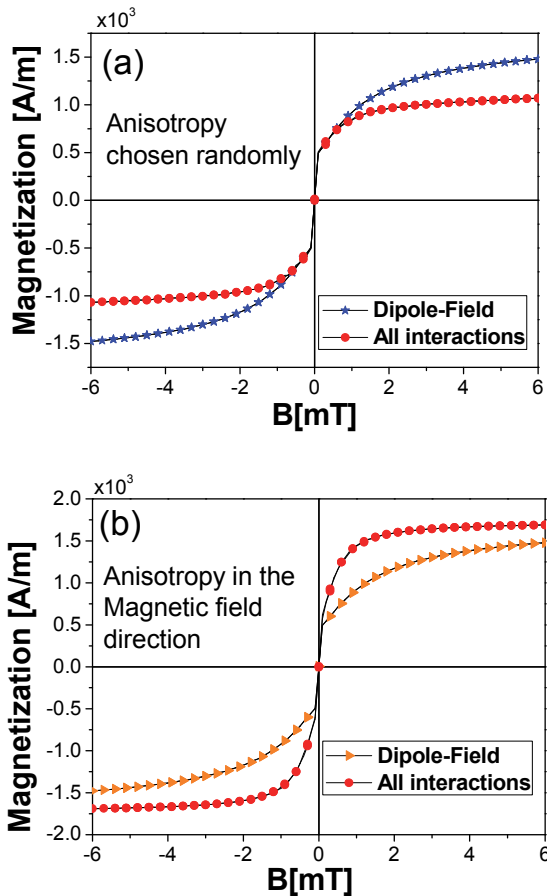 x10³
(a)
1.5
1.0
0.5
0.0
-0.5
-1.0
-1.5
Magnetization [A/m]
Anisotropy
chosen randomly
Dipole-Field
All interactions
-6 -4 -2 0 2 4 6
B[mT]
x10³
(b)
2.0
1.5
1.0
0.5
0.0
-0.5
-1.0
-1.5
-2.0
Magnetization [A/m]
Anisotropy in the
Magnetic field
direction
Dipole-Field
All interactions
-6 -4 -2 0 2 4 6
B[mT]